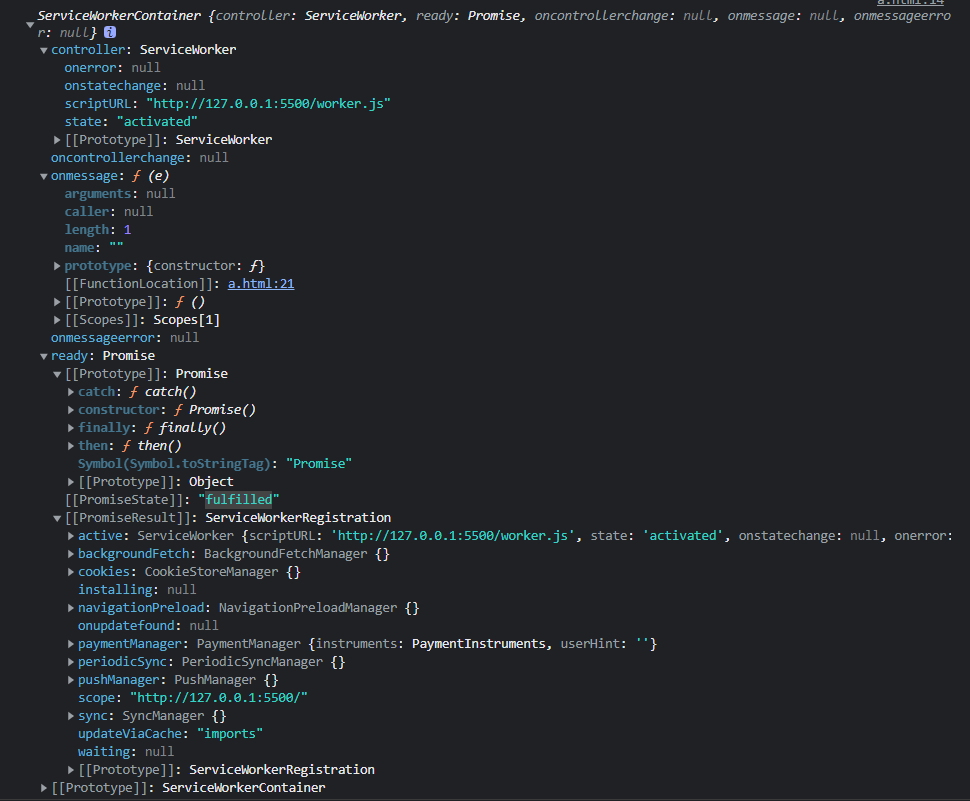 a.html:14
ServiceWorkerContainer {controller: ServiceWorker, ready: Promise, oncontrollerchange: null, onmessage: null, onmessageerro
r: null} i
controller: ServiceWorker
onerror: null
onstatechange: null
scriptURL: "http://127.0.0.1:5500/worker.js"
state: "activated"
[[Prototype]]: ServiceWorker
oncontrollerchange: null
onmessage: ƒ (e)
arguments: null
caller: null
length: 1
name: ""
prototype: {constructor: ƒ}
[[FunctionLocation]]: a.html:21
[[Prototype]]: ƒ ()
[[Scopes]]: Scopes[1]
onmessageerror: null
ready: Promise
[[Prototype]]: Promise
catch: ƒ catch()
constructor: ƒ Promise()
finally: ƒ finally()
then: ƒ then()
Symbol(Symbol.toStringTag): "Promise"
[[Prototype]]: Object
[[PromiseState]]: "fulfilled"
[[PromiseResult]]: ServiceWorkerRegistration
active: ServiceWorker {scriptURL: 'http://127.0.0.1:5500/worker.js', state: 'activated', onstatechange: null, onerror:
backgroundFetch: BackgroundFetchManager {}
cookies: CookieStoreManager {}
installing: null
navigationPreload: NavigationPreloadManager {}
onupdatefound: null
paymentManager: PaymentManager {instruments: PaymentInstruments, userHint: ''}
periodicSync: PeriodicSyncManager {}
pushManager: PushManager {}
scope: "http://127.0.0.1:5500/"
sync: SyncManager {}
updateViaCache: "imports"
waiting: null
[[Prototype]]: ServiceWorkerRegistration
[[Prototype]]: ServiceWorkerContainer